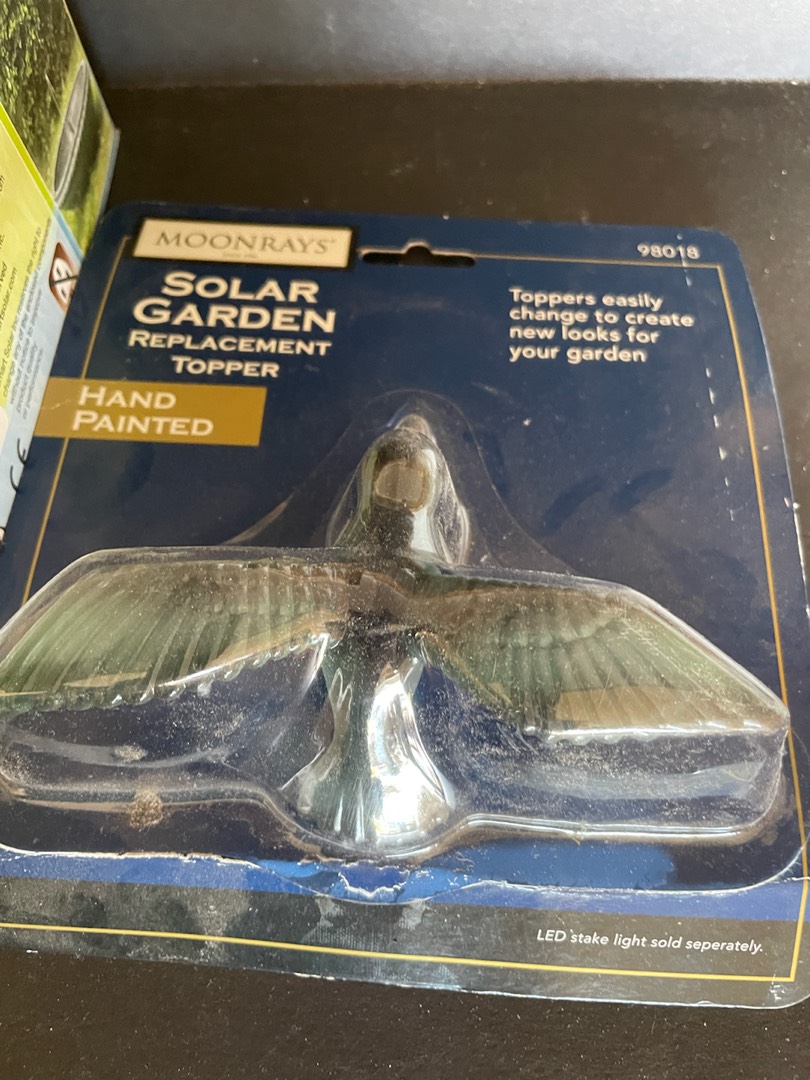 MOONRAYS
98018
SOLAR
GARDEN
REPLACEMENT
TOPPER
HAND
PAINTED
Toppers easily
change to create
new looks for
your garden
LED stake light sold seperately.
CE